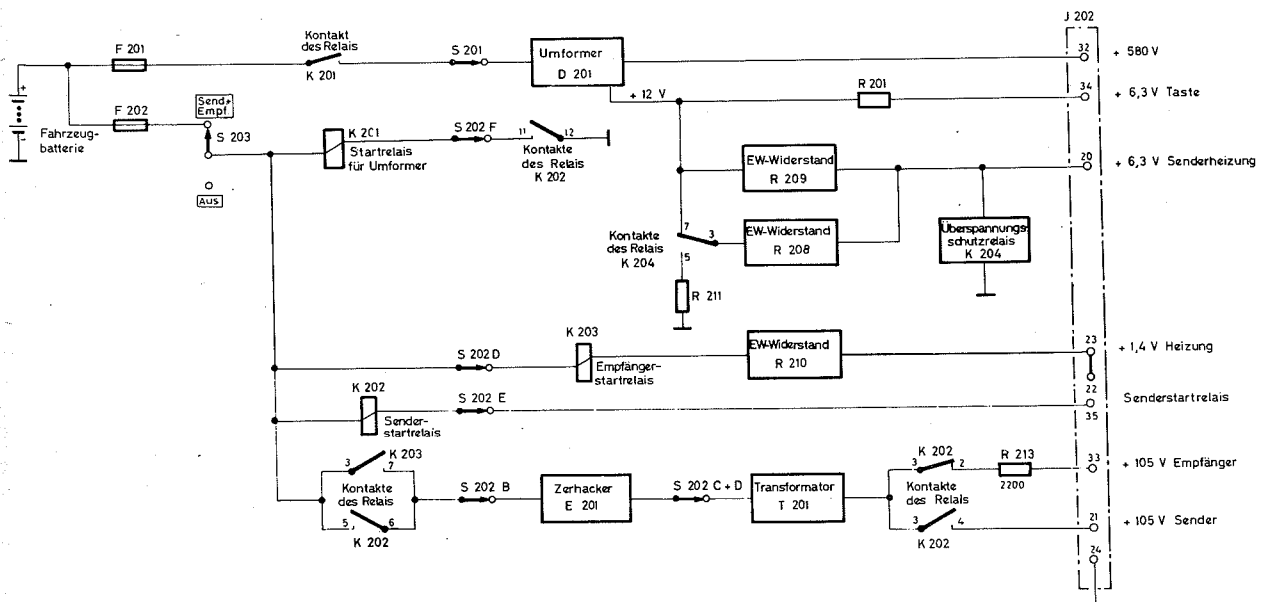 J 202
Kontakt
des Relais
K 201
F 201
S 201
Umformer
D 201
32
+ 580 V
+
-
Fahrzeug-
batterie
F 202
Send+
Empf.
S 203
Aus
+ 12 V
R 201
34
+ 6,3 V Taste
K 201
Startrelais
für Umformer
S 202 F
11
12
Kontakte
des Relais
K 202
EW-Widerstand
R 209
20
+ 6,3 V Senderheizung
Kontakte
des Relais
K 204
7
3
5
EW-Widerstand
R 208
Überspannungs-
schutzrelais
K 204
R 211
S 202 D
K 203
Empfänger-
startrelais
EW-Widerstand
R 210
23
+ 1,4 V Heizung
22
K 202
Sender-
startrelais
S 202 E
35
Senderstartrelais
3
7
K 203
Kontakte
des Relais
5
6
K 202
S 202 B
Zerhacker
E 201
S 202 C + D
Transformator
T 201
K 202
3
2
R 213
2200
33
+ 105 V Empfänger
Kontakte
des Relais
3
4
K 202
21
+ 105 V Sender
24